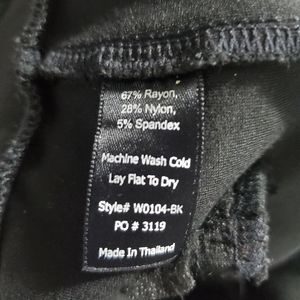 67% Rayon,
28% Nylon,
5% Spandex
Machine Wash Cold
Lay Flat To Dry
Style# W0104-BK
PO # 3119
Made In Thailand